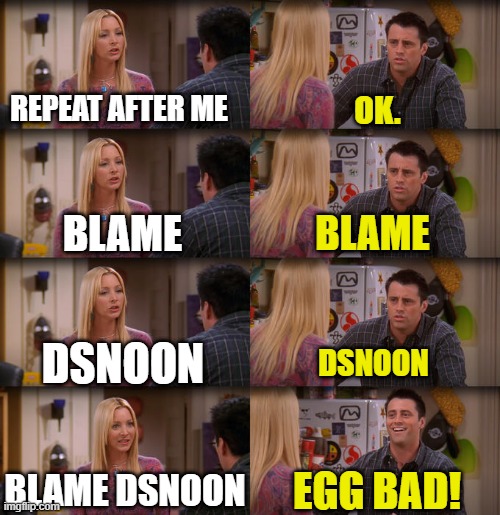 REPEAT AFTER ME
OK.
BLAME
BLAME
DSNOON
DSNOON
BLAME DSNOON
EGG BAD!
imgflip.com